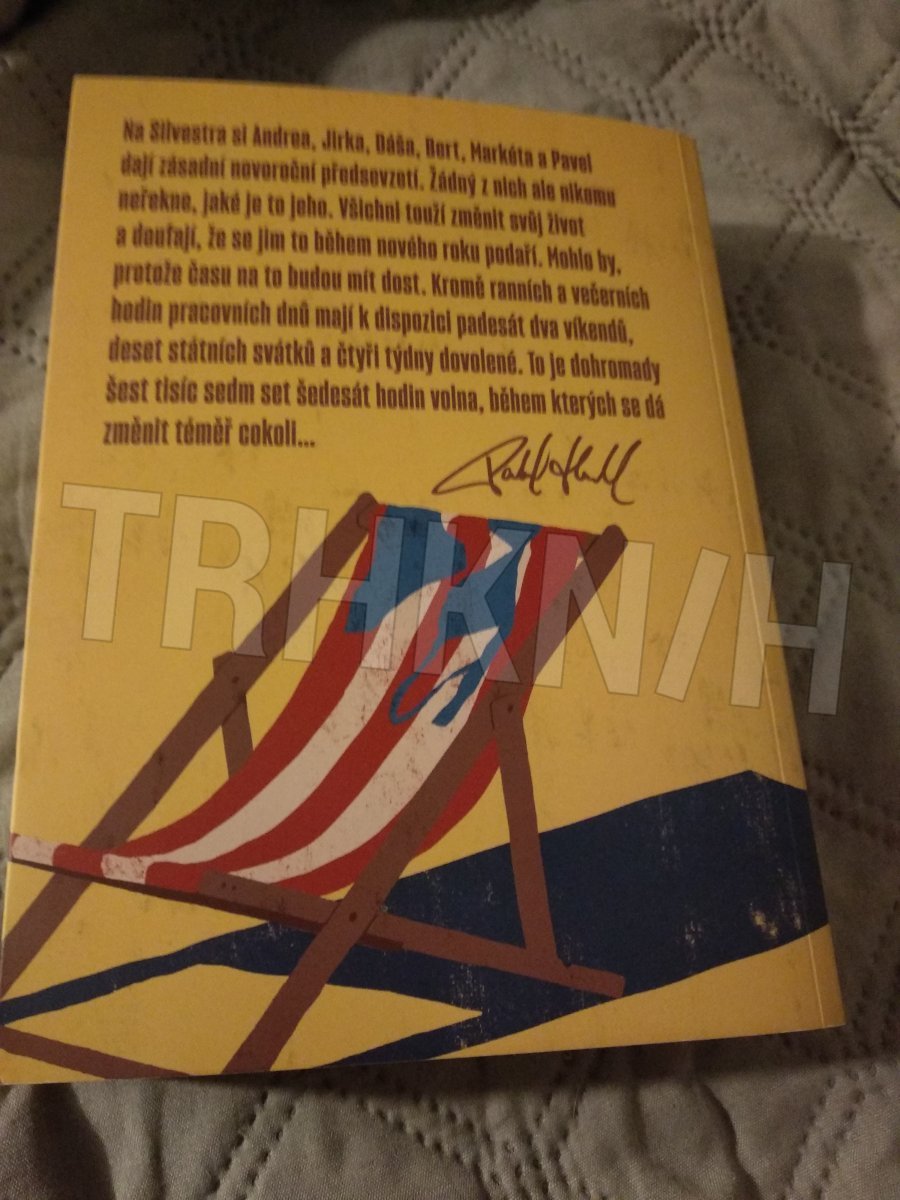 Na Silvestra si Andrea, Jirka, Dáša, Bert, Markéta a Pavel
dají zásadní novoroční předsevzetí. Žádný z nich ale nikomu
neřekne, jaké je to jeho. Všichni touží změnit svůj život
a doufají, že se jim to během nového roku podaří. Mohlo by,
protože času na to budou mít dost. Kromě ranních a večerních
hodin pracovních dnů mají k dispozici padesát dva víkendů,
deset státních svátků a čtyři týdny dovolené. To je dohromady
šest tisíc sedm set šedesát hodin volna, během kterých se dá
změnit téměř cokoli...
TRHKN/H